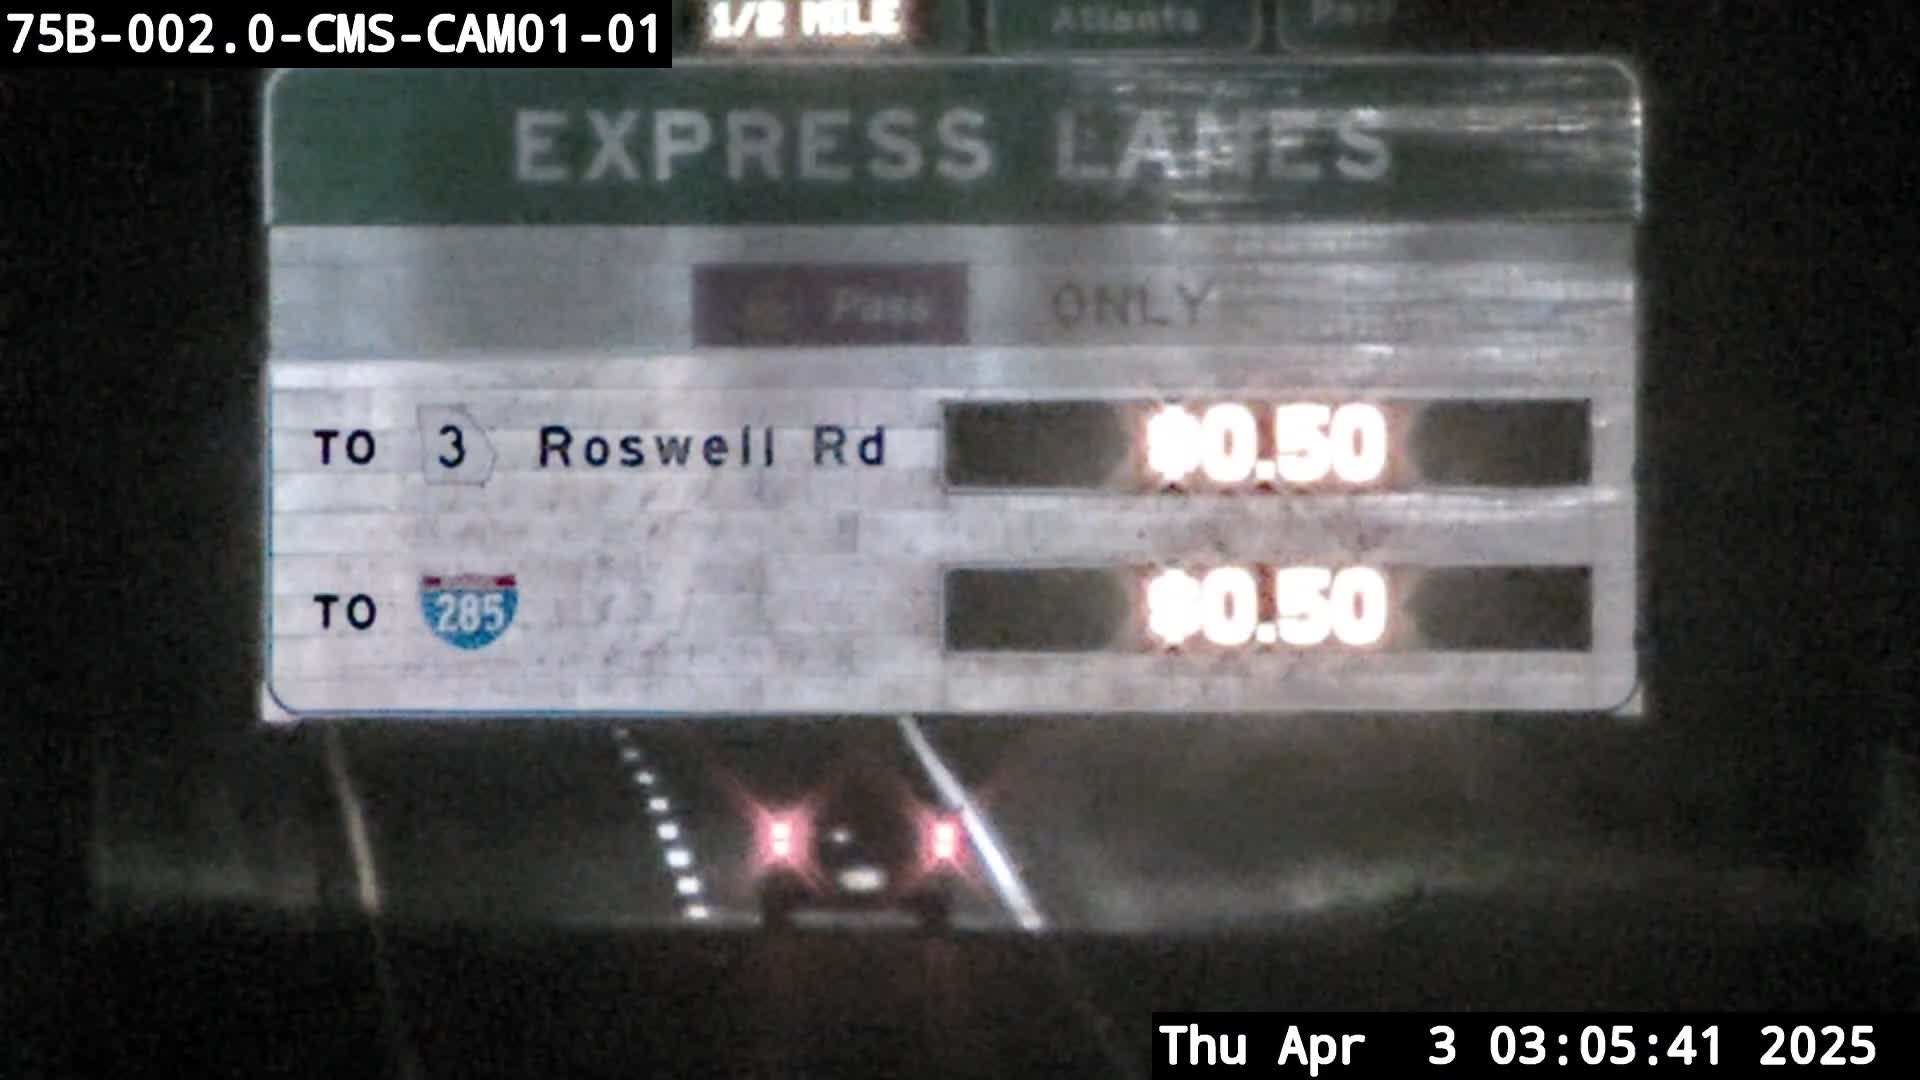 75B-002.0-CMS-CAM01-01
1/2 MILE
Atlanta
EXPRESS LANES
Pass ONLY
TO 3 Roswell Rd $0.50
TO 285 $0.50
Thu Apr 3 03:05:41 2025